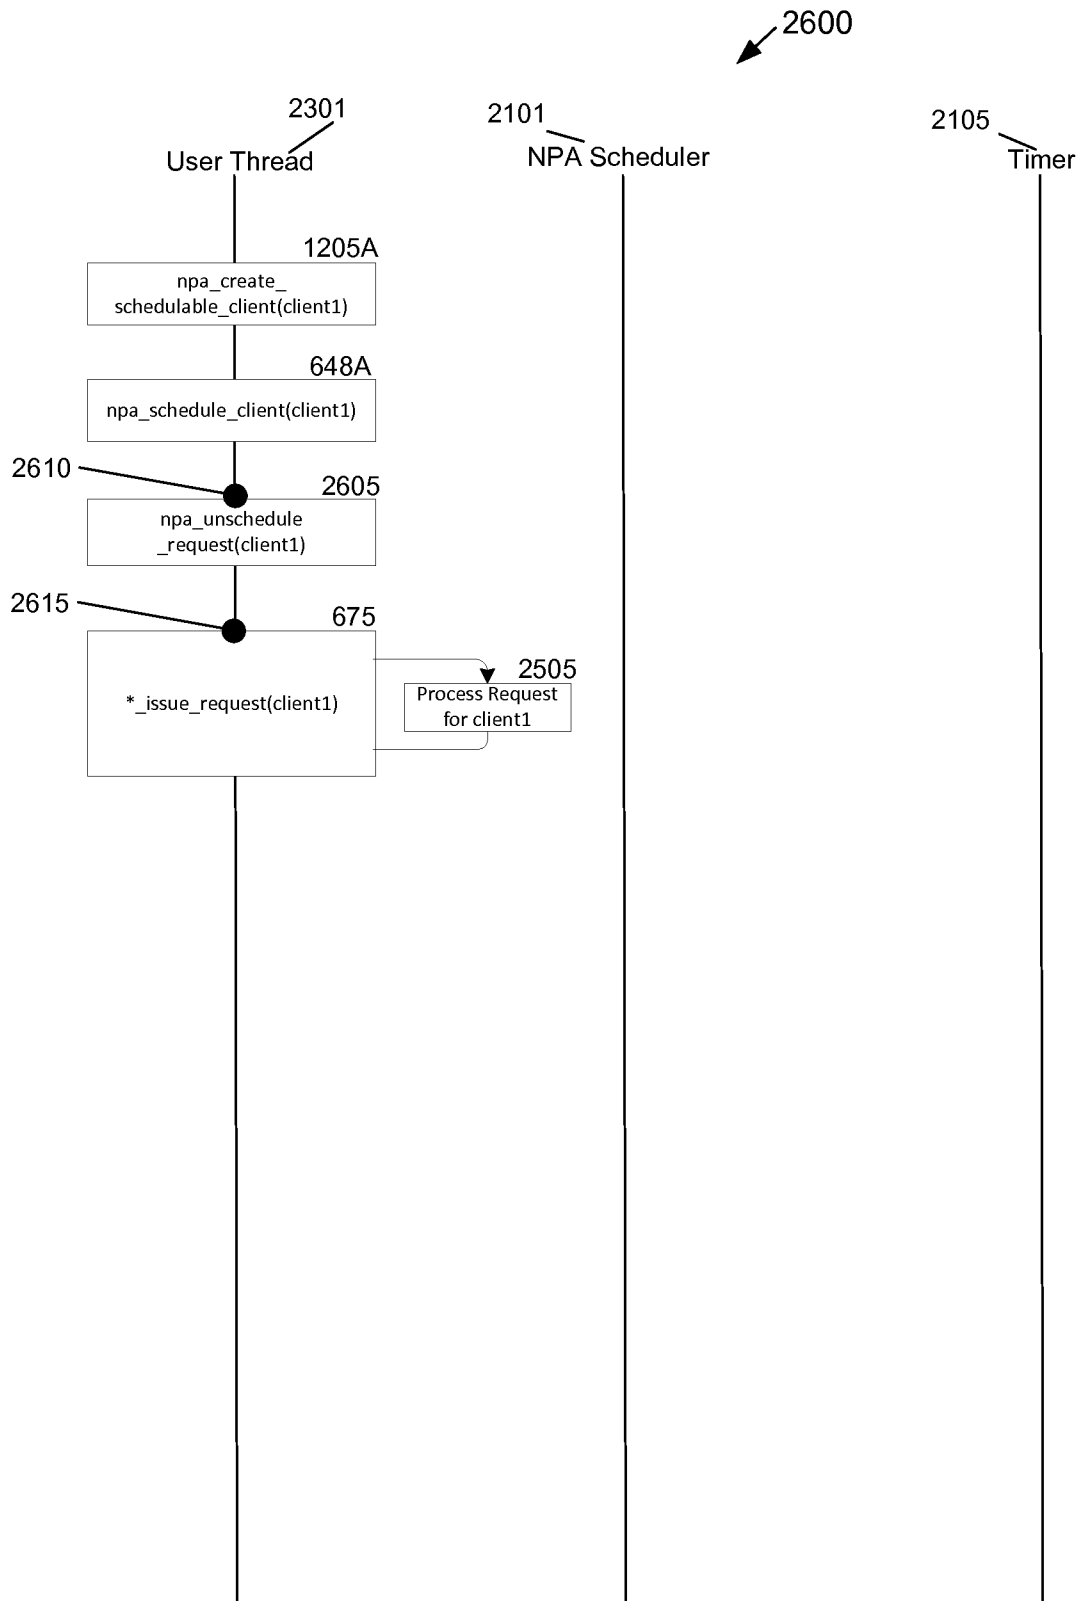 2600
2301
2101
2105
User Thread
NPA Scheduler
Timer
1205A
npa_create_
schedulable_client(client1)
648A
npa_schedule_client(client1)
2610
2605
npa_unschedule
_request(client1)
2615
675
2505
*_issue_request(client1)
Process Request
for client1